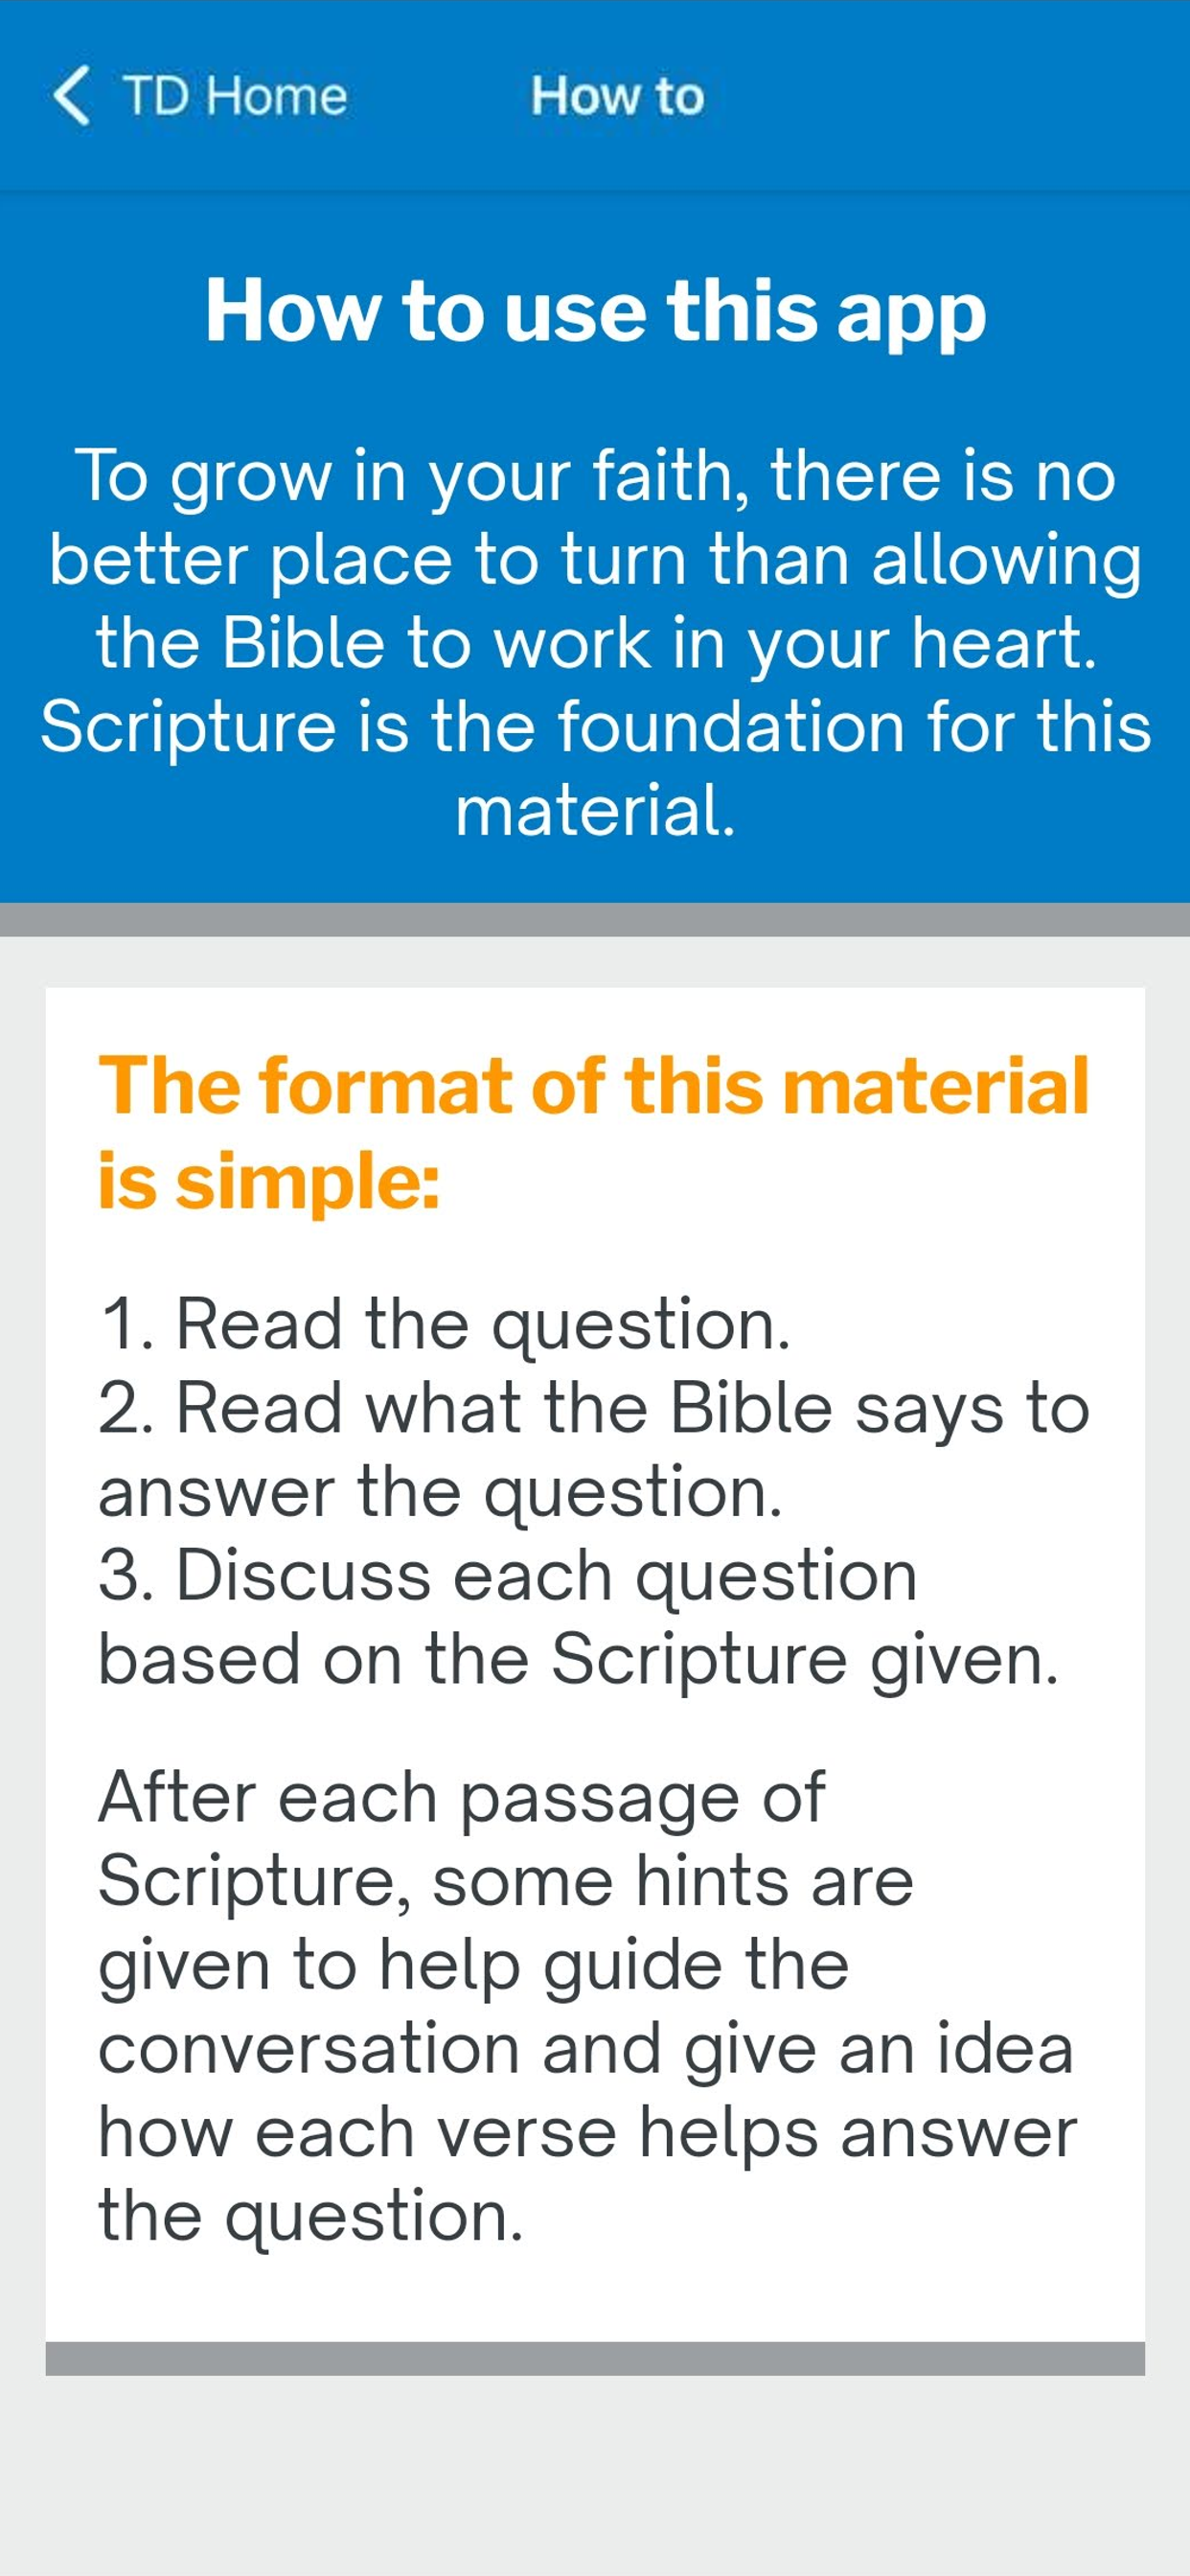 TD Home
How to
How to use this app
To grow in your faith, there is no
better place to turn than allowing
the Bible to work in your heart.
Scripture is the foundation for this
material.
The format of this material
is simple:
1. Read the question.
2. Read what the Bible says to
answer the question.
3. Discuss each question
based on the Scripture given.
After each passage of
Scripture, some hints are
given to help guide the
conversation and give an idea
how each verse helps answer
the question.